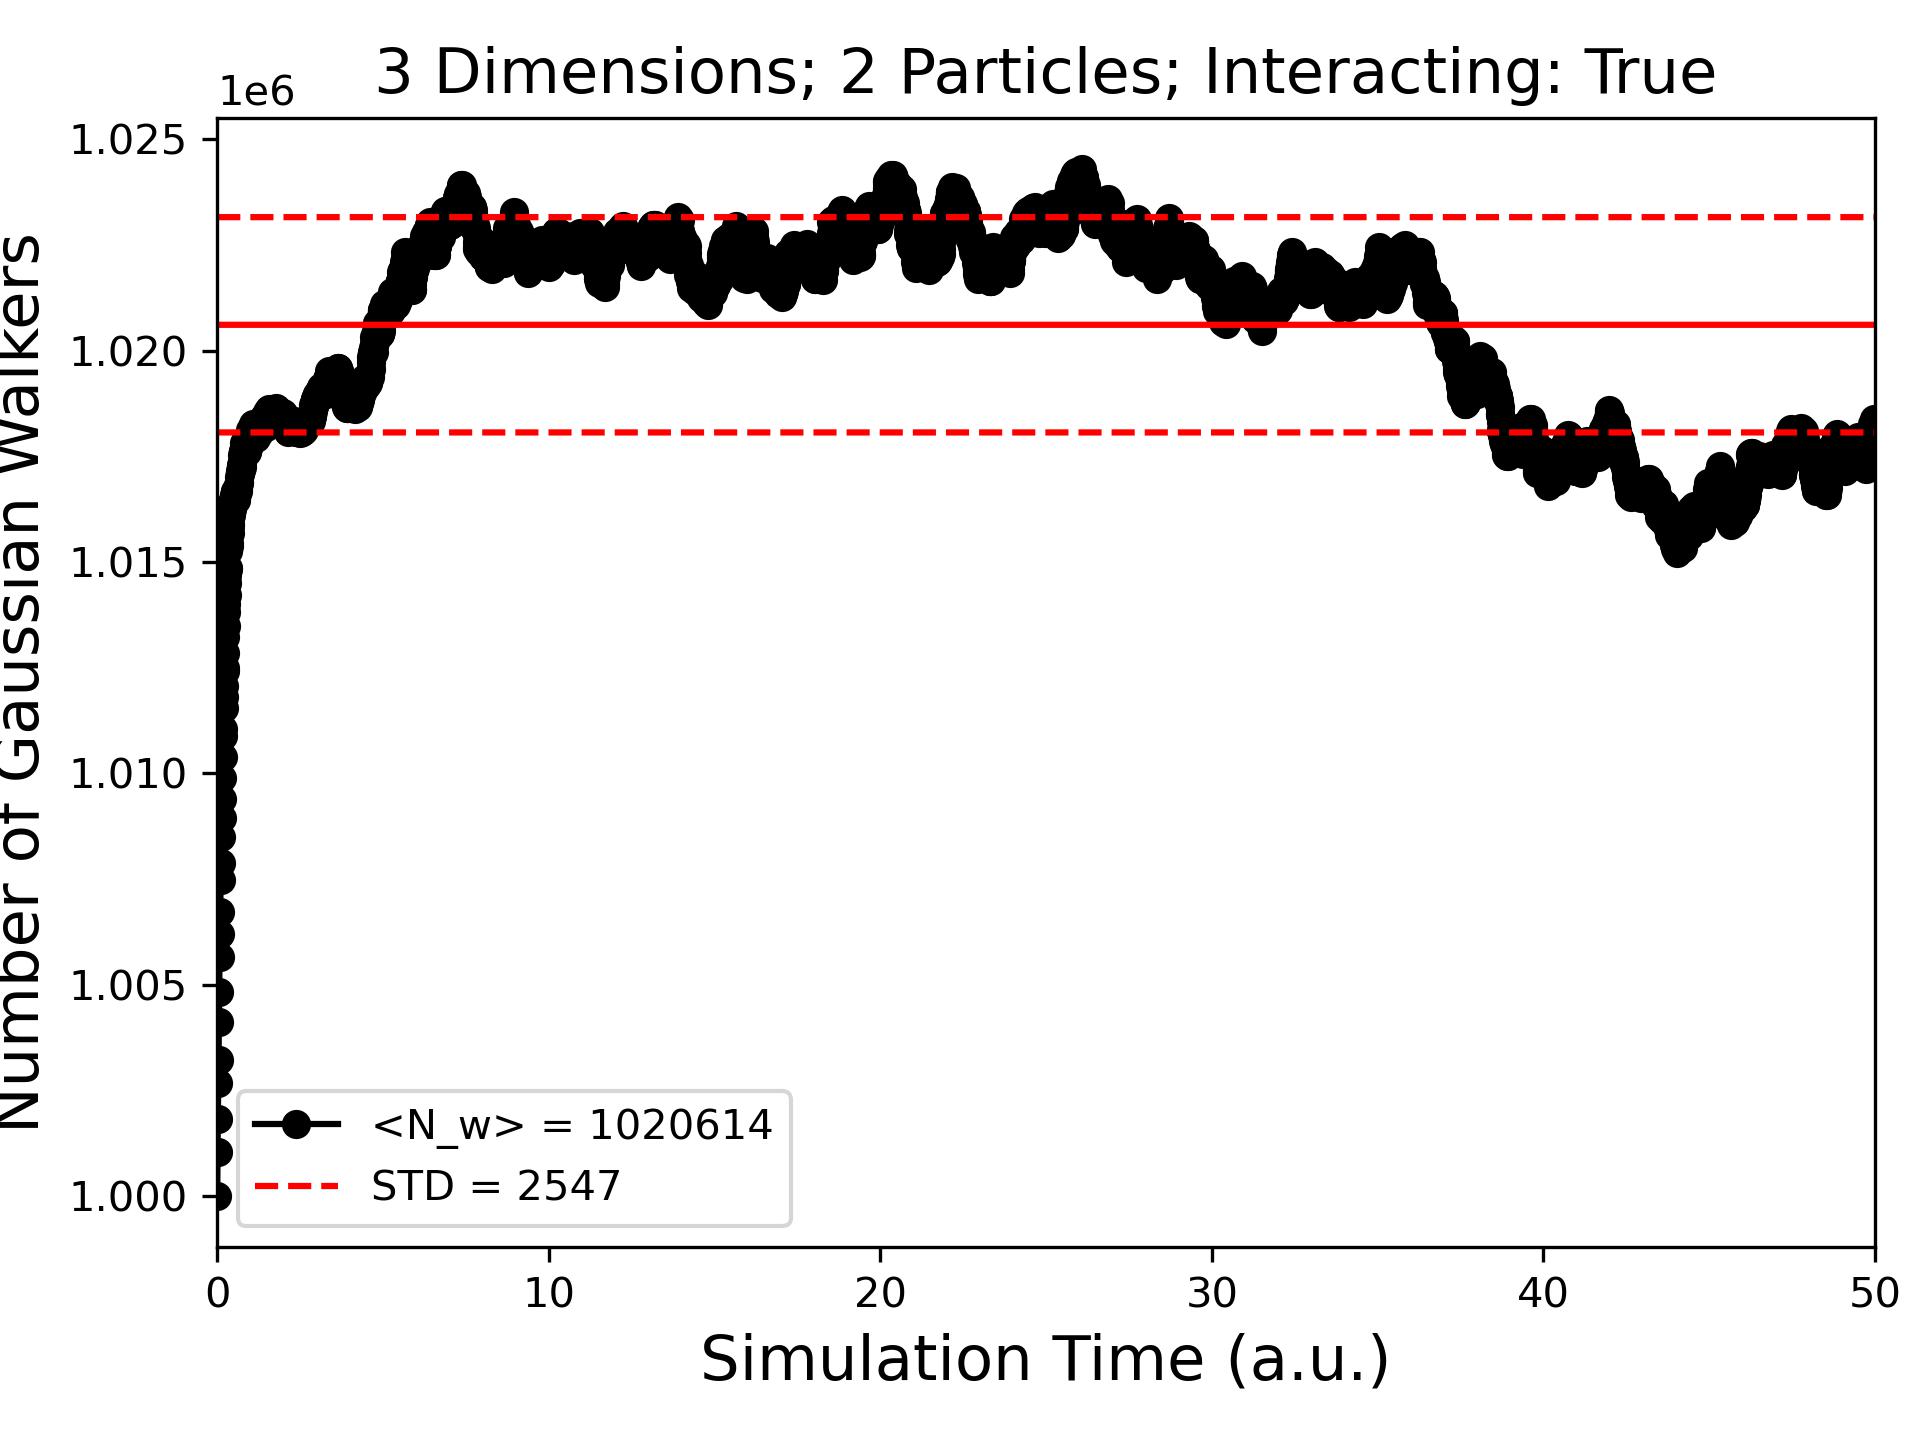 3 Dimensions; 2 Particles; Interacting: True
1e6
1.025
1.020
1.015
1.010
1.005
1.000
Number of Gaussian Walkers
<N_w> = 1020614
STD = 2547
0 10 20 30 40 50
Simulation Time (a.u.)